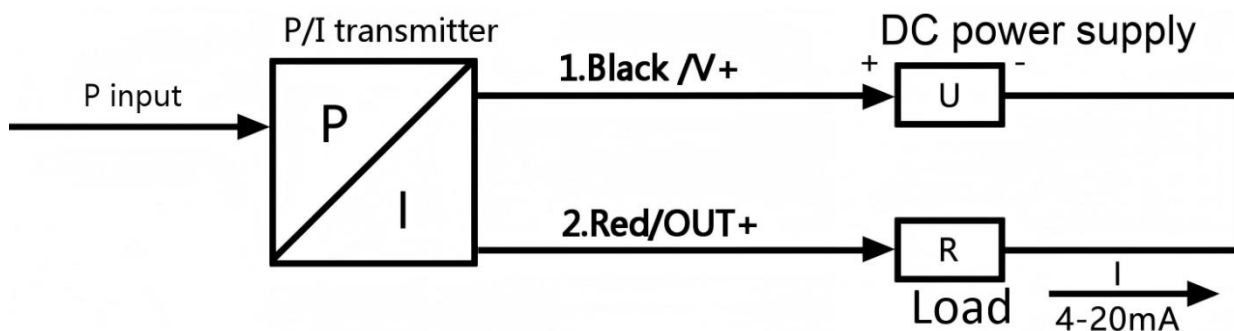 P/I transmitter
DC power supply
1.Black /V+
+
-
P input
P
U
I
2.Red/OUT+
R
I
Load
4-20mA